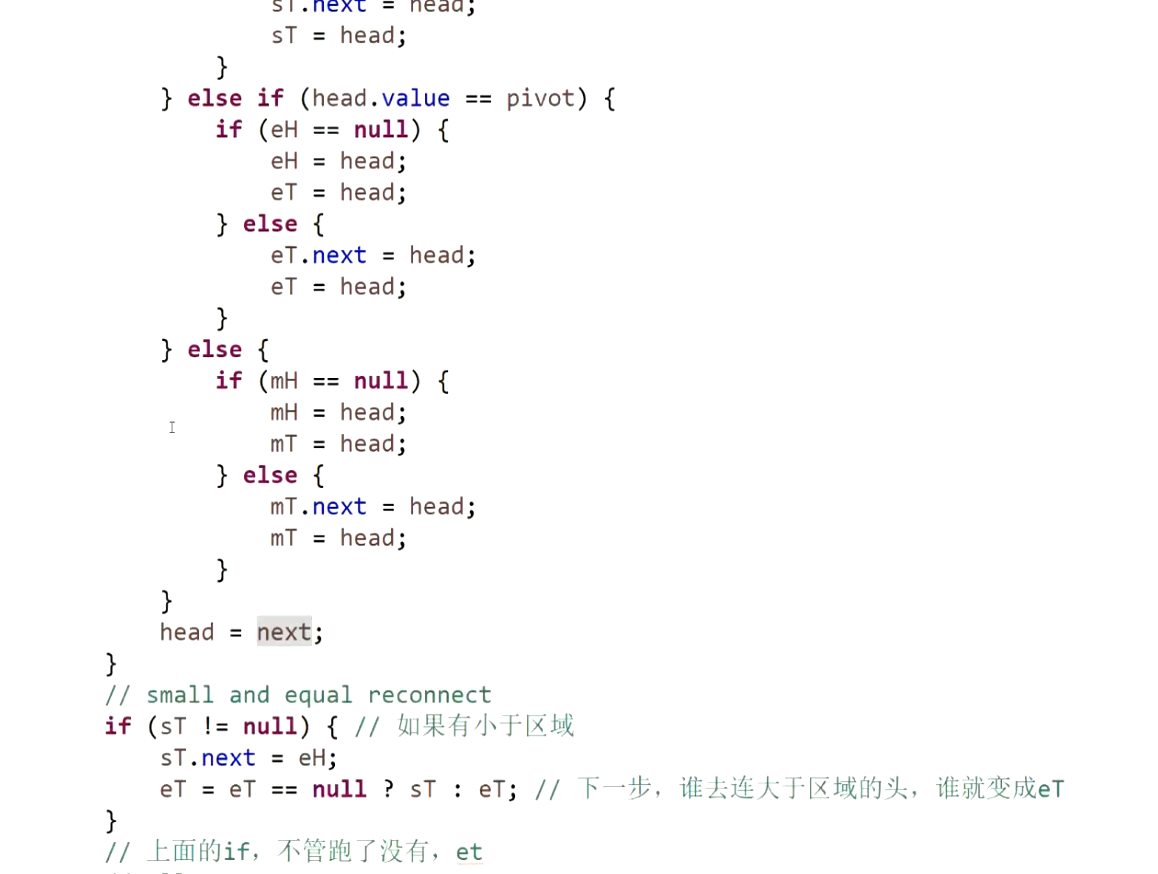 sT.next = head;
sT = head;
}
} else if (head.value == pivot) {
if (eH == null) {
eH = head;
eT = head;
} else {
eT.next = head;
eT = head;
}
} else {
if (mH == null) {
mH = head;
mT = head;
} else {
mT.next = head;
mT = head;
}
}
head = next;
}
// small and equal reconnect
if (sT != null) { // 如果有小于区域
sT.next = eH;
eT = eT == null ? sT : eT; // 下一步，谁去连大于区域的头，谁就变成eT
}
// 上面的if，不管跑了没有，et